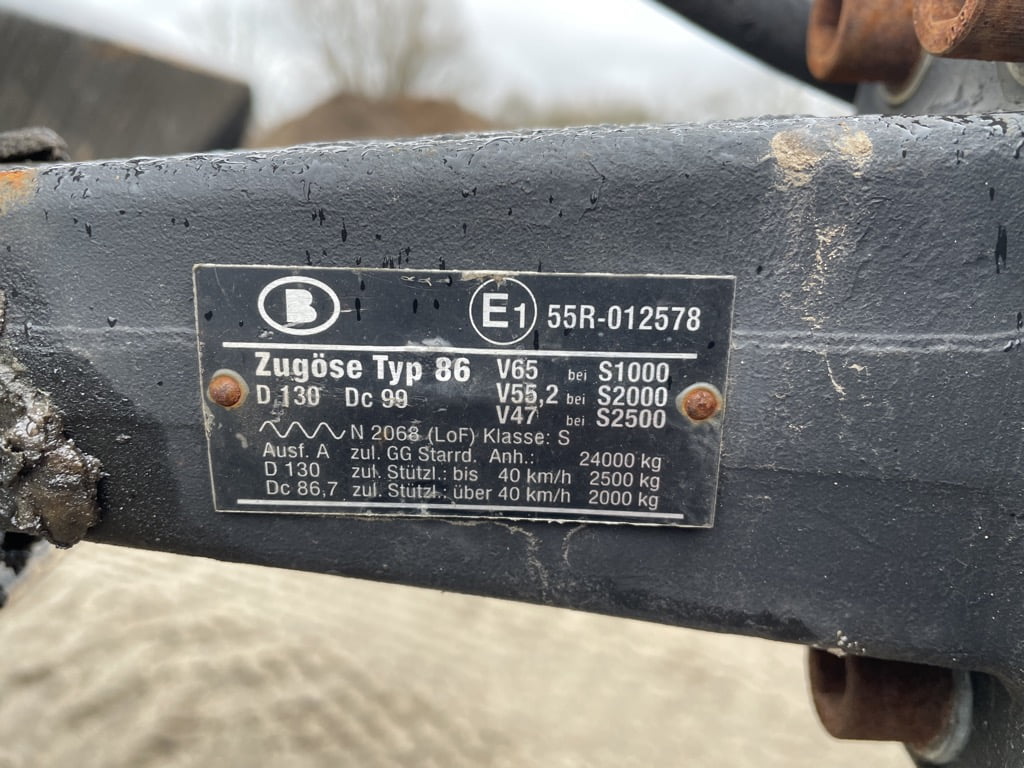 B E1 55R-012578
Zugöse Typ 86 V65 bei S1000
D 130 Dc 99 V55,2 bei S2000
V47 bei S2500
N 2068 (LoF) Klasse: S
Ausf. A zul. GG Starrd. Anh.: 24000 kg
D 130 zul. Stützl.: bis 40 km/h 2500 kg
Dc 86,7 zul. Stützl.: über 40 km/h 2000 kg